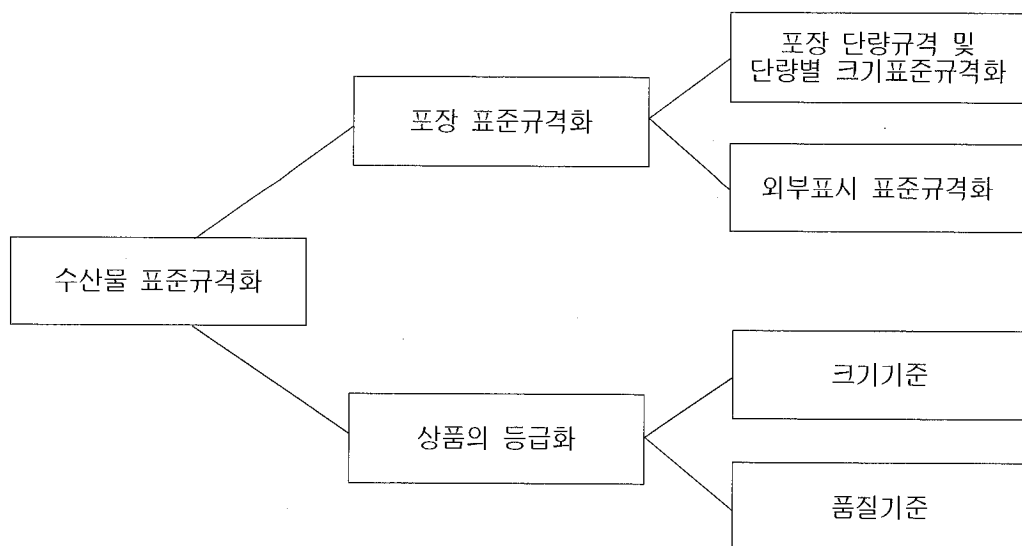 포장 단량규격 및
단량별 크기표준규격화
포장 표준규격화
외부표시 표준규격화
수산물 표준규격화
크기기준
상품의 등급화
품질기준